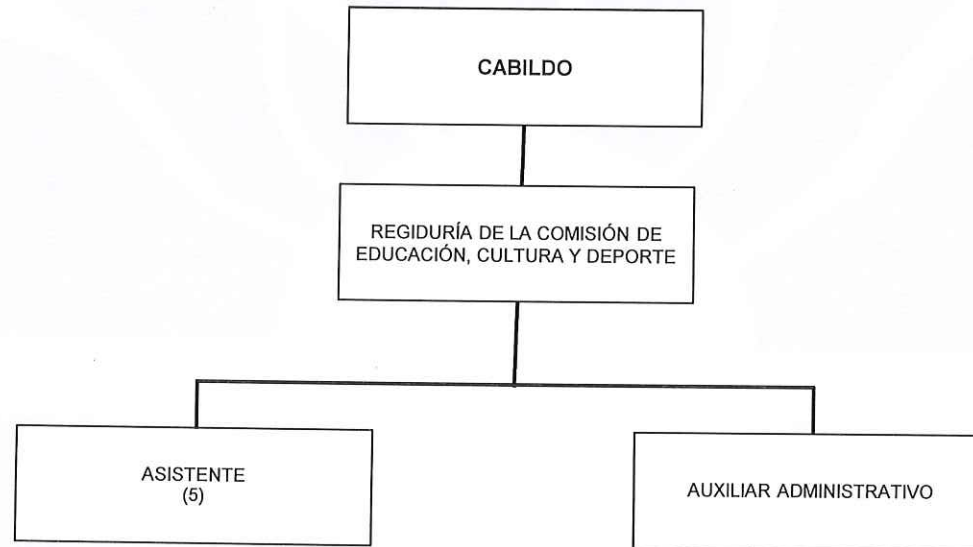 CABILDO
REGIDURÍA DE LA COMISIÓN DE
EDUCACIÓN, CULTURA Y DEPORTE
ASISTENTE
(5)
AUXILIAR ADMINISTRATIVO